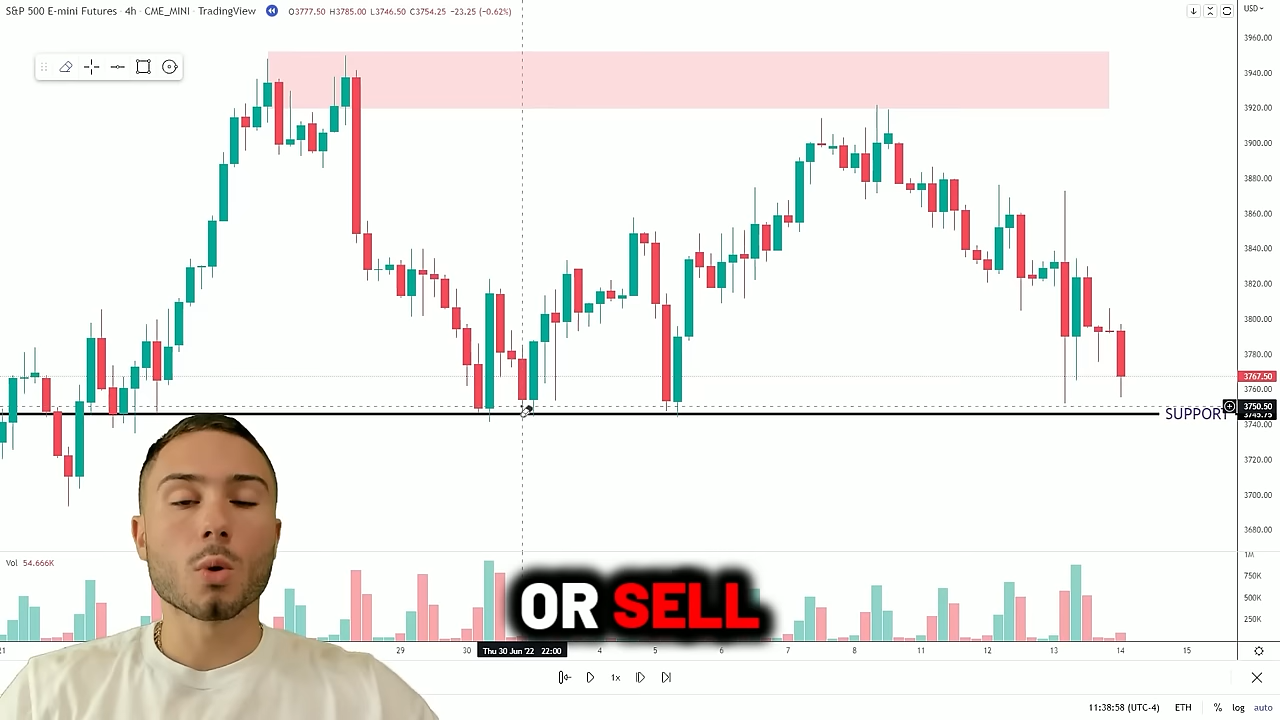 S&P 500 E-mini Futures · 4h · CME_MINI · TradingView O3777.50 H3785.00 L3746.50 C3754.25 −23.25 (−0.62%)
USD
3960.00
3940.00
3920.00
3900.00
3880.00
3860.00
3840.00
3820.00
3800.00
3780.00
3767.50
3760.00
3750.50
SUPPORT
3740.00
3720.00
3700.00
3680.00
Vol 54.666K
1M
750K
500K
250K
OR SELL
21 29 30 Thu 30 Jun '22 22:00 4 5 6 7 8 11 12 13 14 15
1x
11:38:58 (UTC-4) ETH % log auto